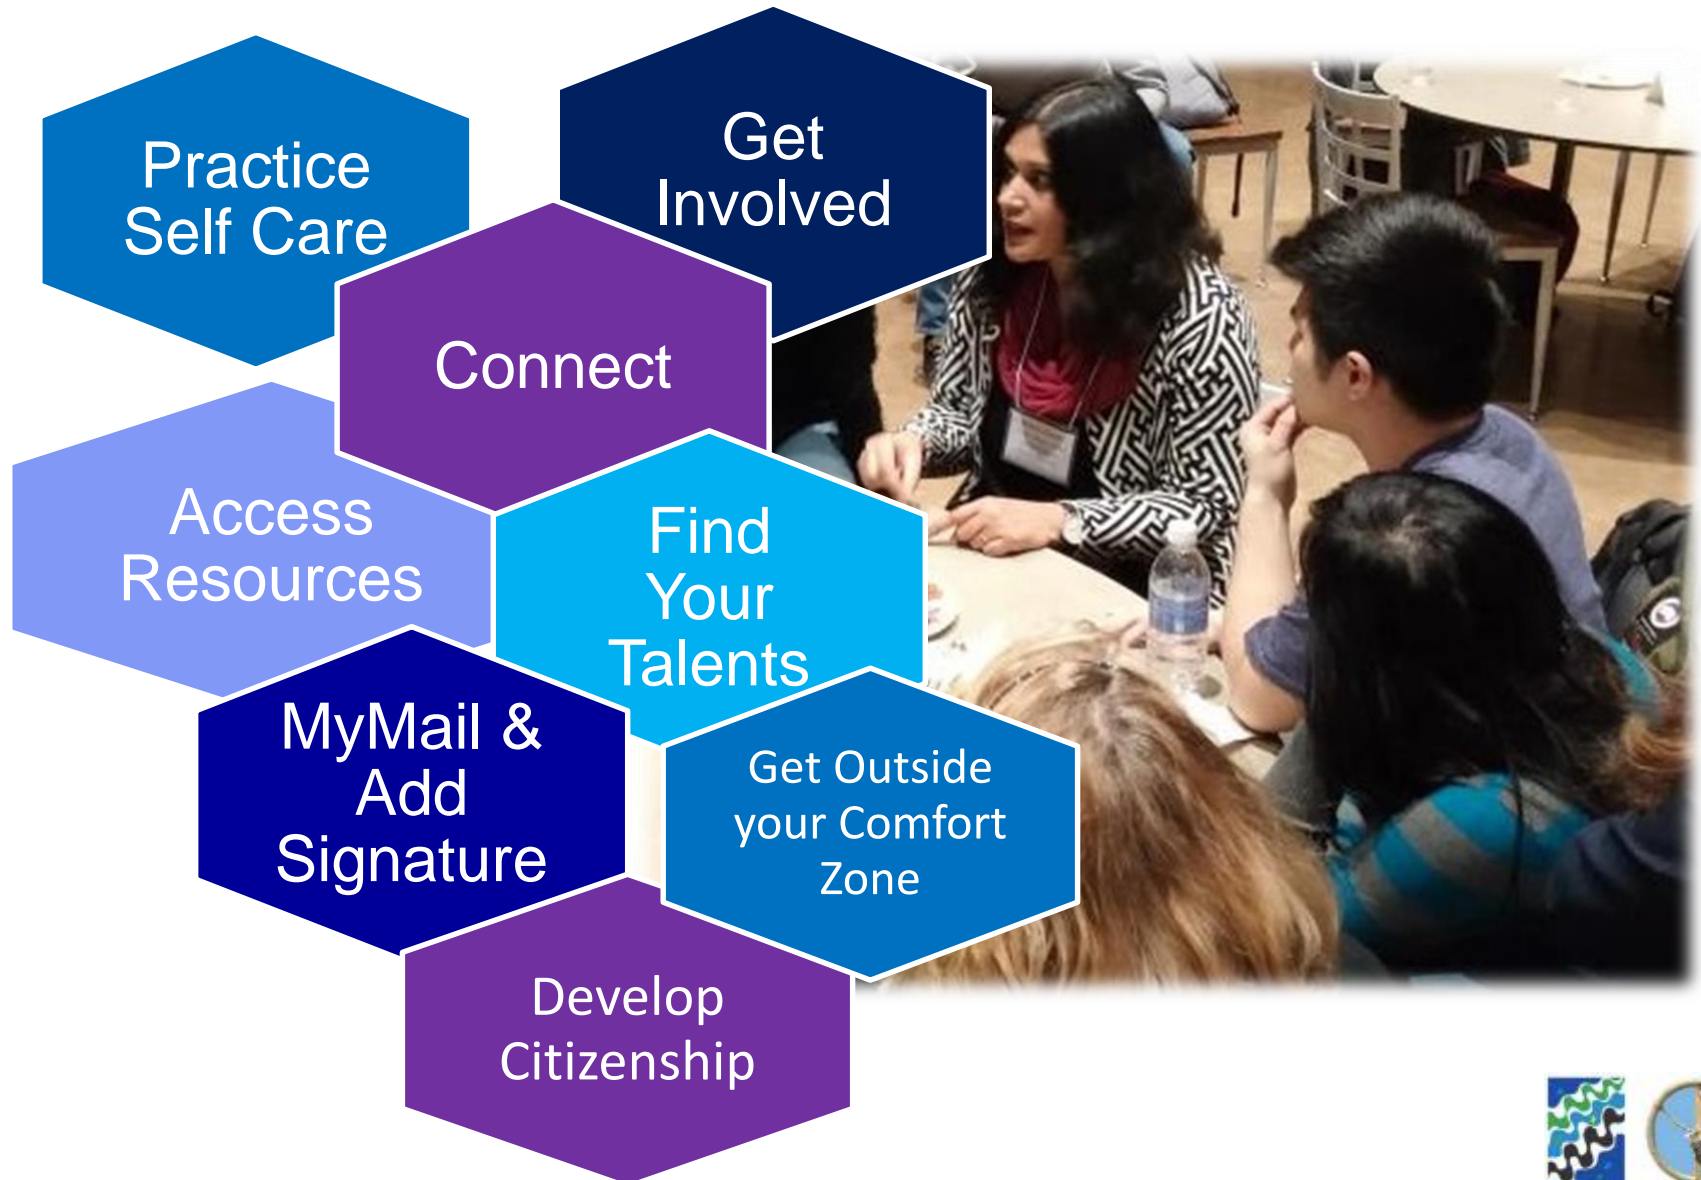 Practice
Self Care
Get
Involved
Connect
Access
Resources
Find
Your
Talents
MyMail &
Add
Signature
Get Outside
your Comfort
Zone
Develop
Citizenship